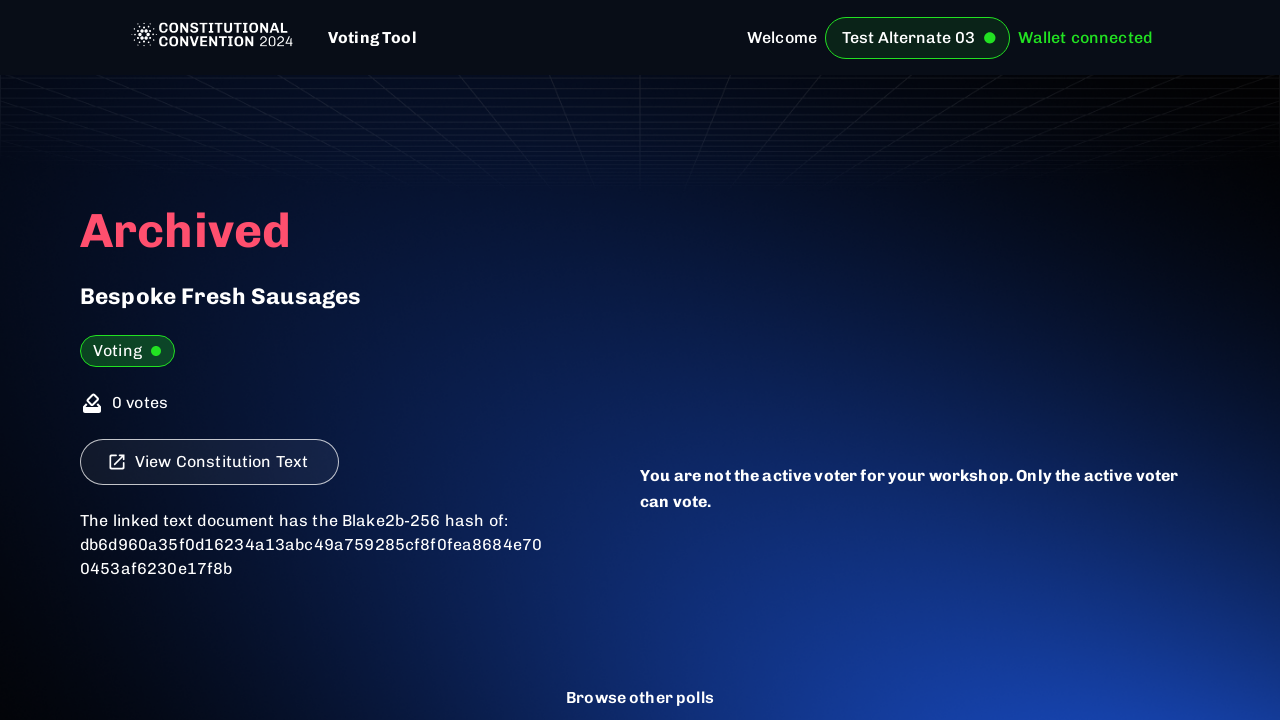 CONSTITUTIONAL
CONVENTION 2024
Voting Tool
Welcome
Test Alternate 03
Wallet connected
Archived
Bespoke Fresh Sausages
Voting
0 votes
View Constitution Text
The linked text document has the Blake2b-256 hash of:
db6d960a35f0d16234a13abc49a759285cf8f0fea8684e70
0453af6230e17f8b
You are not the active voter for your workshop. Only the active voter
can vote.
Browse other polls